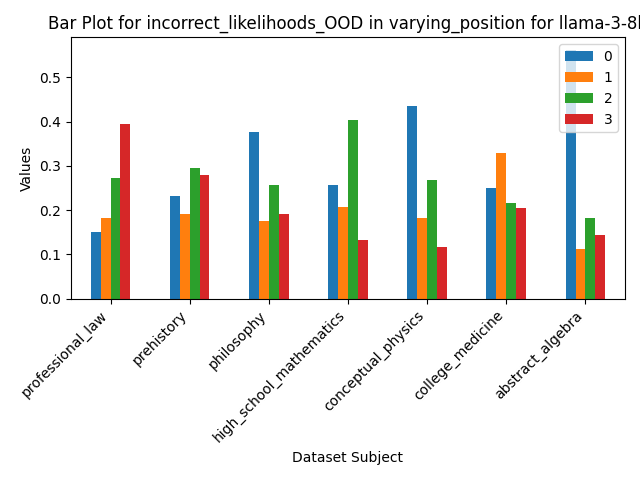 Bar Plot for incorrect_likelihoods_OOD in varying_position for llama-3-8
0
1
2
3
0.5
0.4
0.3
0.2
0.1
0.0
Values
professional_law
prehistory
philosophy
high_school_mathematics
conceptual_physics
college_medicine
abstract_algebra
Dataset Subject